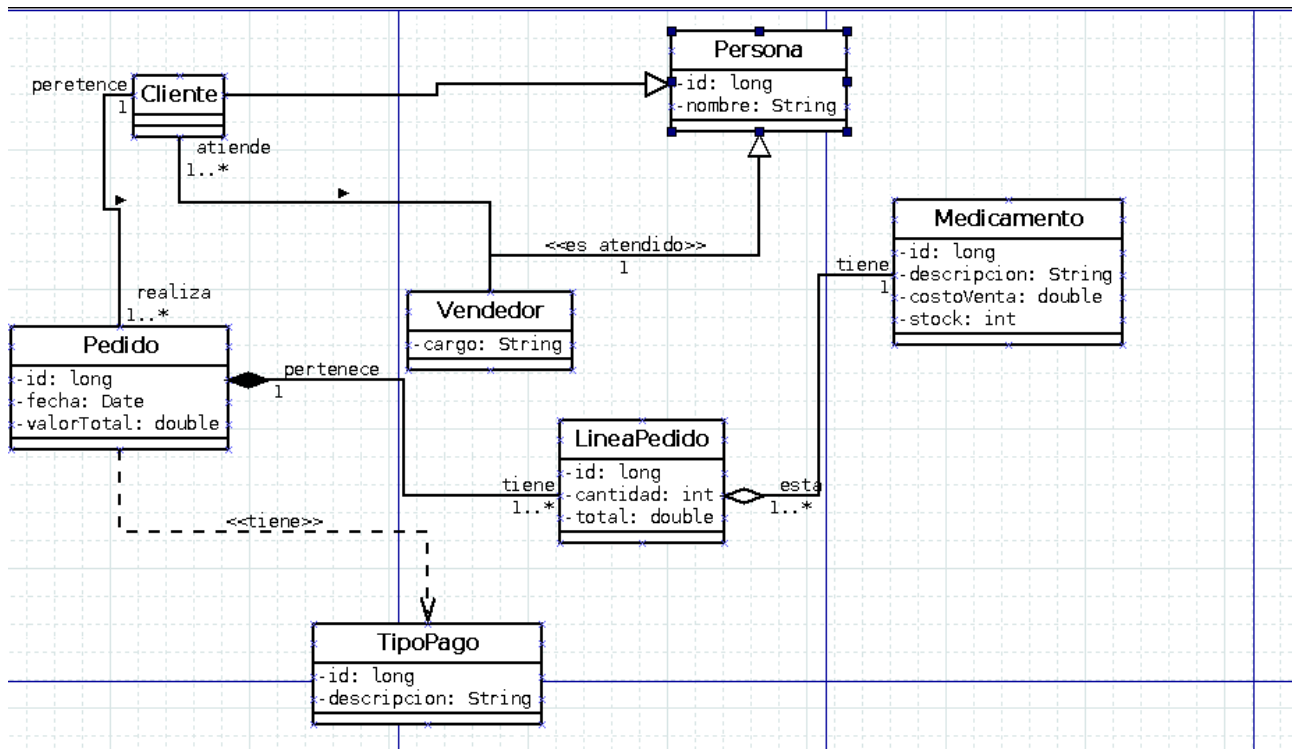 Persona
-id: long
-nombre: String
peretence
1
Cliente
atiende
1..*
<<es atendido>>
1
Medicamento
-id: long
-descripcion: String
-costoVenta: double
-stock: int
tiene
1
realiza
1..*
Vendedor
-cargo: String
Pedido
-id: long
-fecha: Date
-valorTotal: double
pertenece
1
LineaPedido
-id: long
-cantidad: int
-total: double
tiene
1..*
esta
1..*
<<tiene>>
TipoPago
-id: long
-descripcion: String